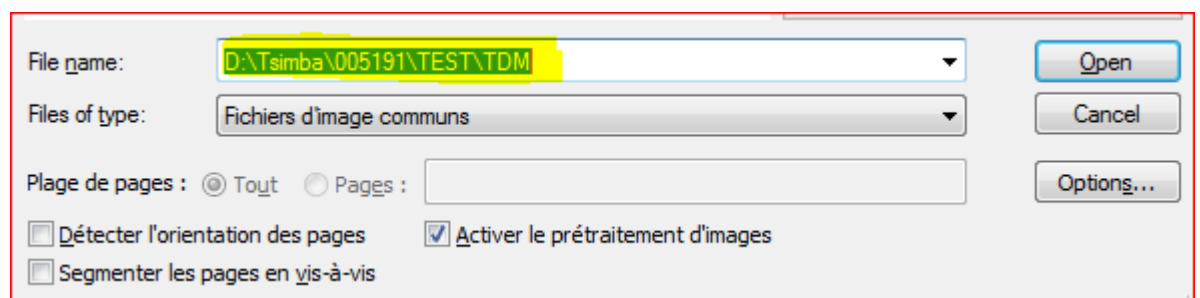 File name: D:\Tsimba\005191\TEST\TDM Open
Files of type: Fichiers d'image communs Cancel
Plage de pages : Tout Pages : Options...
Détecter l'orientation des pages Activer le prétraitement d'images
Segmenter les pages en vis-à-vis